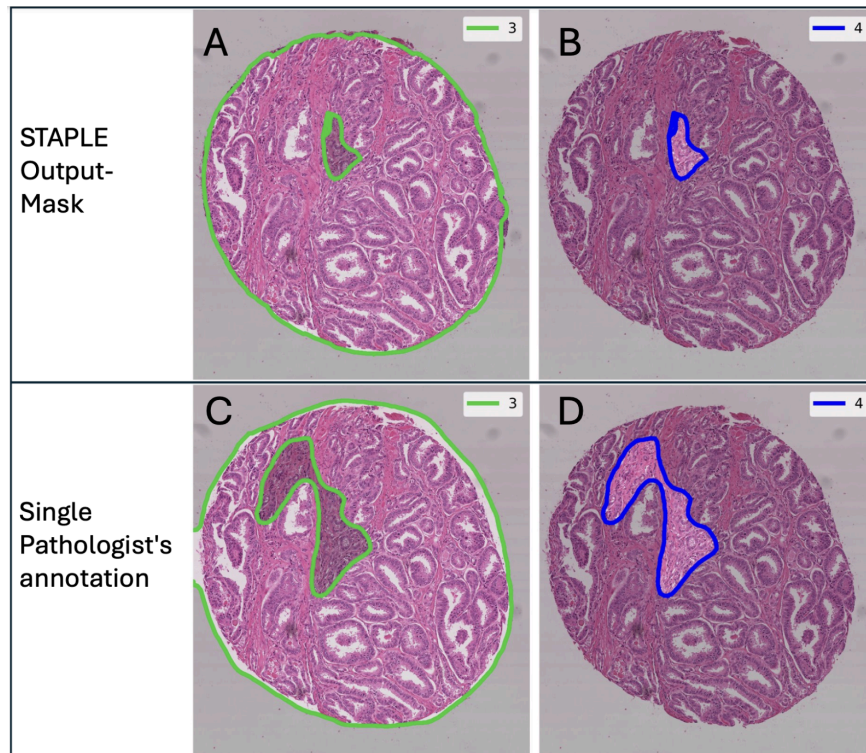 A
3
B
4
STAPLE
Output-
Mask
C
3
D
4
Single
Pathologist's
annotation